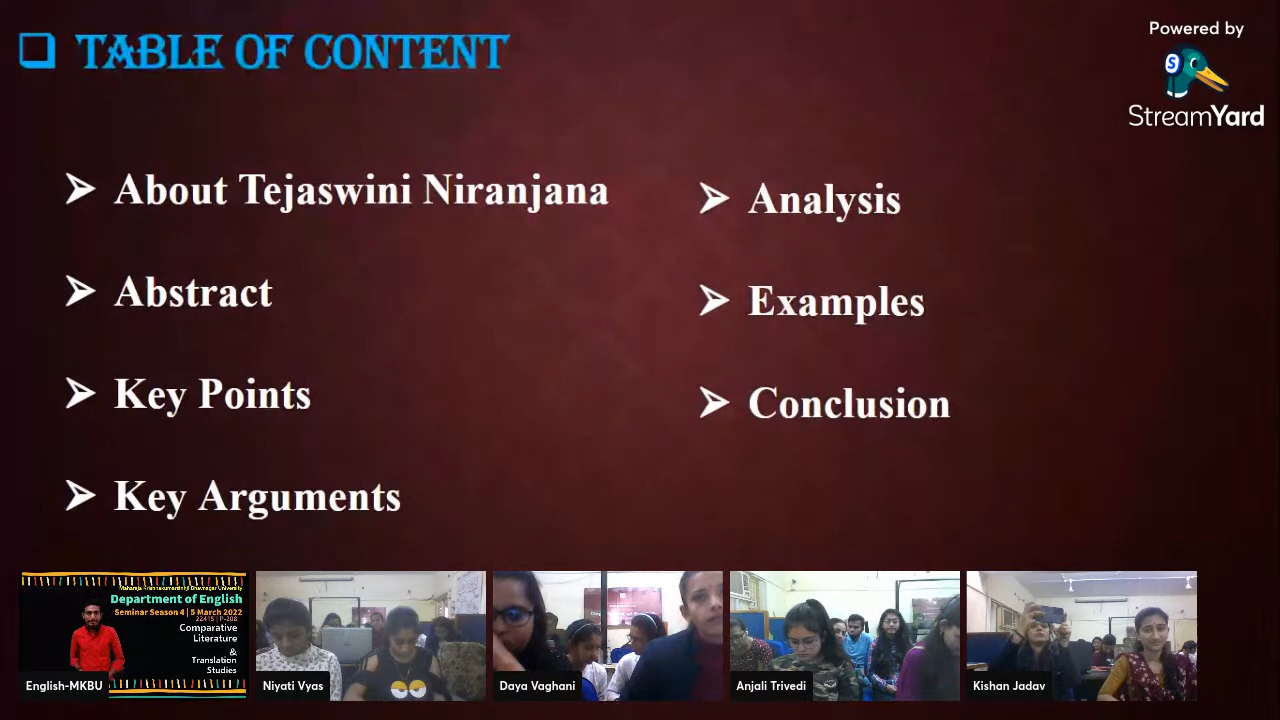 TABLE OF CONTENT
Powered by
StreamYard
About Tejaswini Niranjana
Abstract
Key Points
Key Arguments
Analysis
Examples
Conclusion
Department of English
Seminar Season 4 | 5 March 2022
22415 | P-208
Comparative
Literature
&
Translation
Studies
English-MKBU
Niyati Vyas
Daya Vaghani
Anjali Trivedi
Kishan Jadav